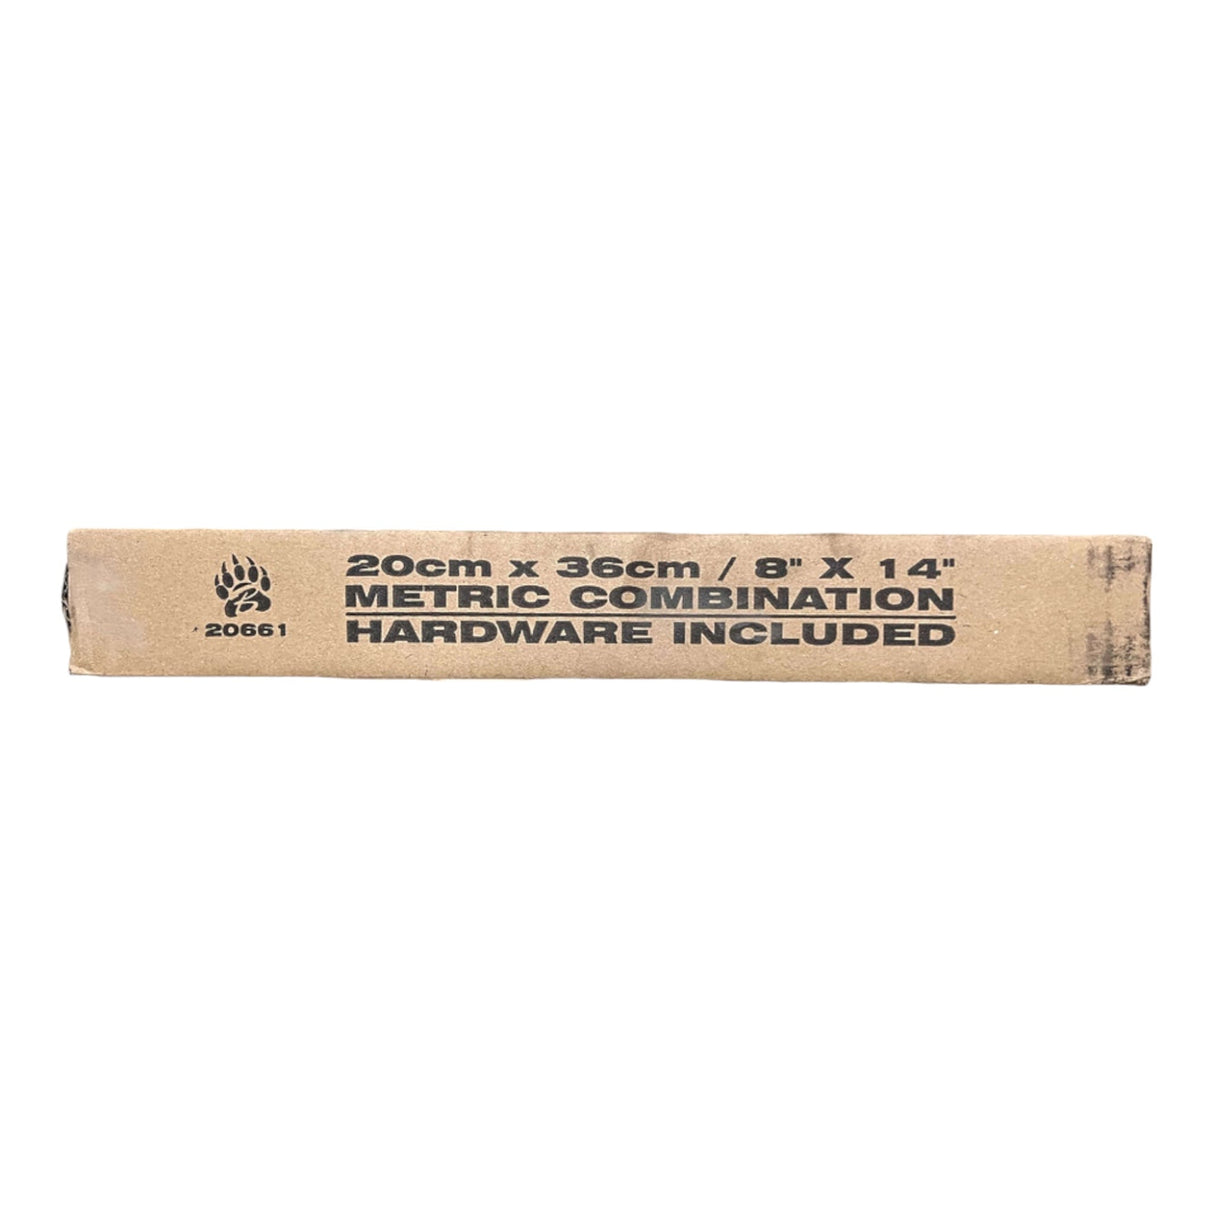 20661
20cm x 36cm / 8" X 14"
METRIC COMBINATION
HARDWARE INCLUDED